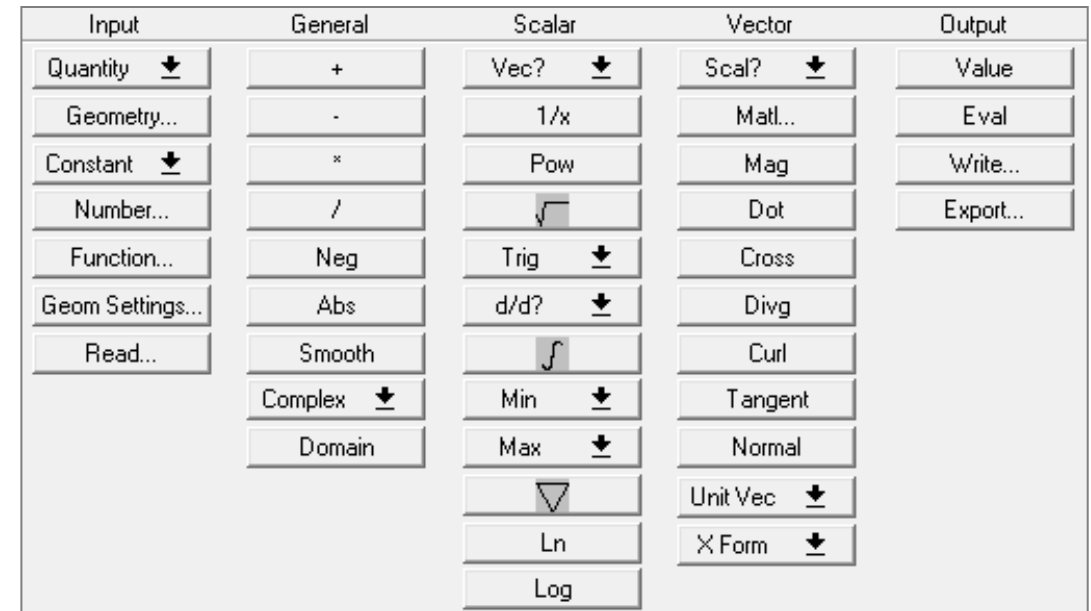 Input General Scalar Vector Output
Quantity + Vec? Scal? Value
Geometry... - 1/x Matl... Eval
Constant * Pow Mag Write...
Number... / √ Dot Export...
Function... Neg Trig Cross
Geom Settings... Abs d/d? Divg
Read... Smooth ∫ Curl
Complex Min Tangent
Domain Max Normal
▽ Unit Vec
Ln X Form
Log